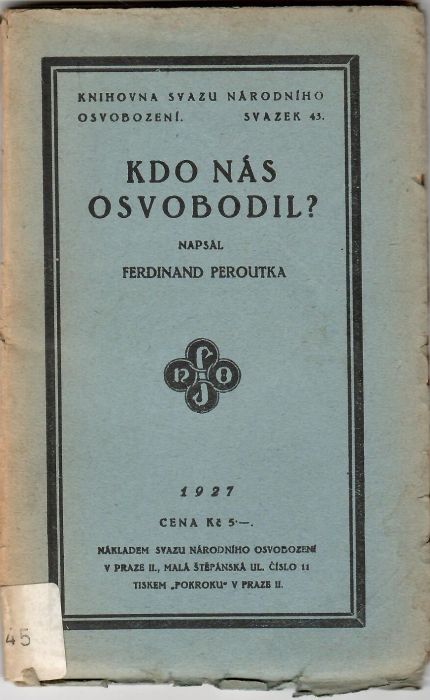 KNIHOVNA SVAZU NÁRODNÍHO
OSVOBOZENÍ. SVAZEK 43.
KDO NÁS
OSVOBODIL?
NAPSAL
FERDINAND PEROUTKA
1927
CENA Kč 5·—.
NÁKLADEM SVAZU NÁRODNÍHO OSVOBOZENÍ
V PRAZE II., MALÁ ŠTĚPÁNSKÁ UL. ČÍSLO 11
TISKEM „POKROKU“ V PRAZE II.
45